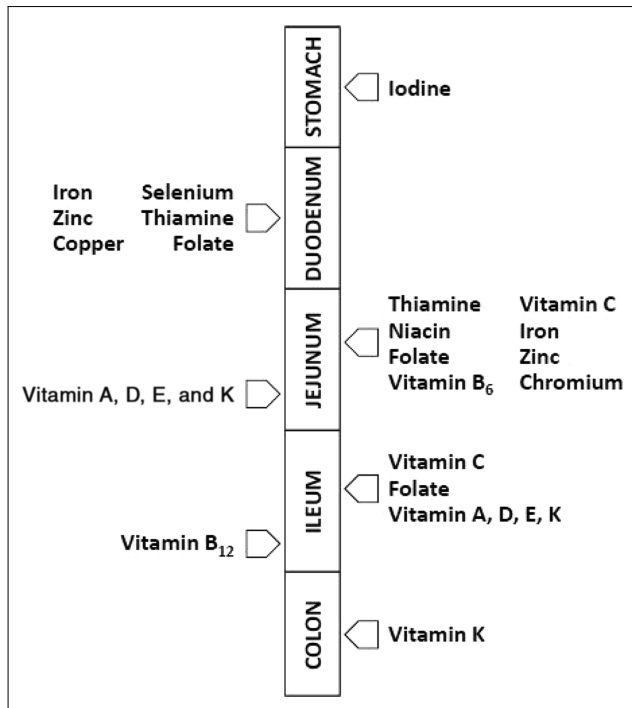 STOMACH
Iodine
DUODENUM
Iron Selenium
Zinc Thiamine
Copper Folate
JEJUNUM
Thiamine Vitamin C
Niacin Iron
Folate Zinc
Vitamin B₆ Chromium
Vitamin A, D, E, and K
ILEUM
Vitamin C
Folate
Vitamin A, D, E, K
Vitamin B₁₂
COLON
Vitamin K